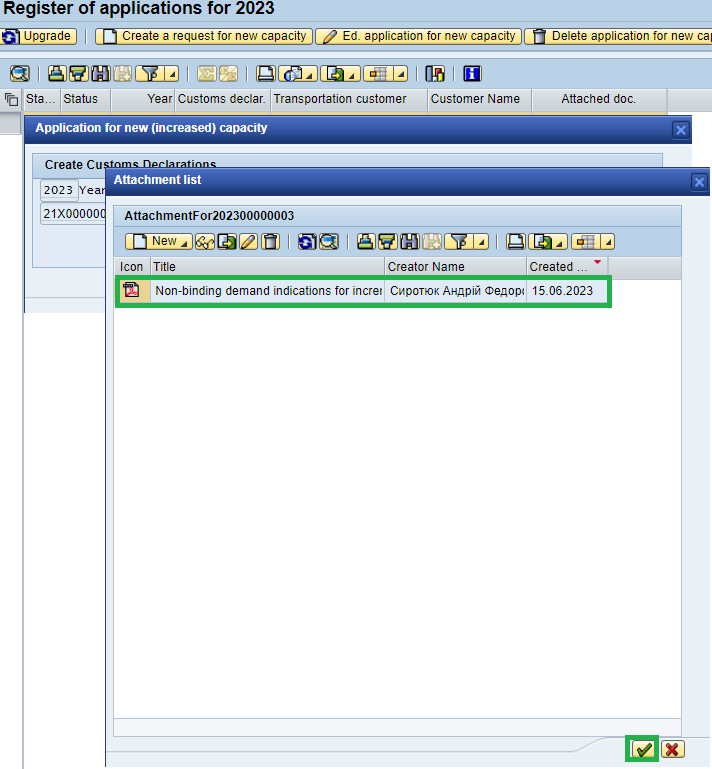 Register of applications for 2023
Upgrade Create a request for new capacity Ed. application for new capacity Delete application for new cap
Sta... Status Year Customs declar. Transportation customer Customer Name Attached doc.
Application for new (increased) capacity
Create Customs Declarations
2023 Year
21X000000
Attachment list
AttachmentFor202300000003
New
Icon Title Creator Name Created ...
Non-binding demand indications for increr Сиротюк Андрій Федоро 15.06.2023